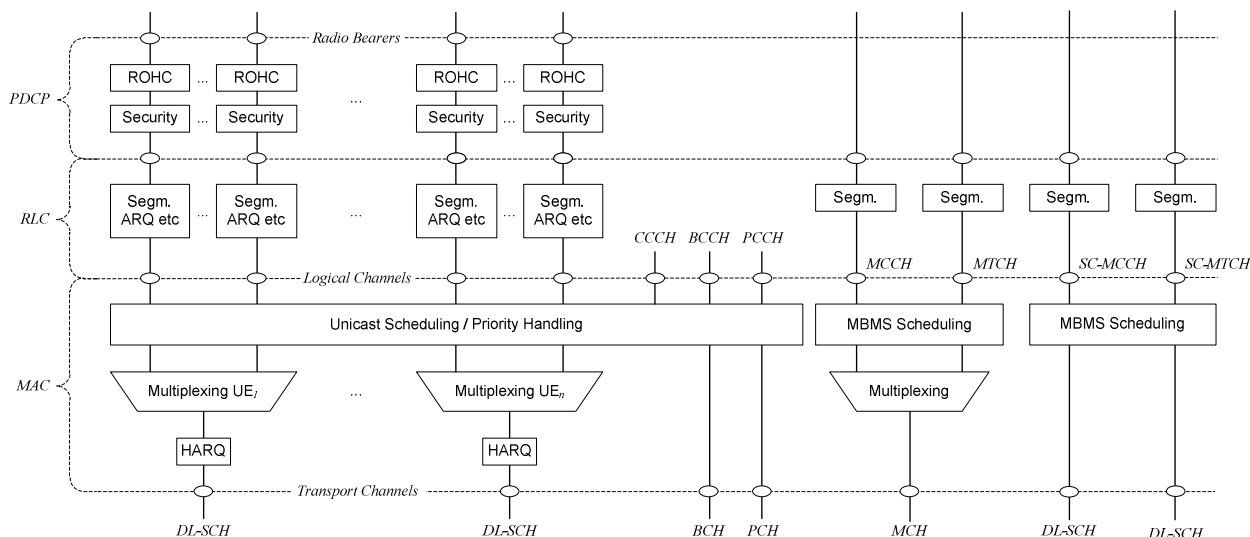 Radio Bearers
ROHC ... ROHC ROHC ... ROHC
PDCP
...
Security ... Security Security ... Security
Segm. ARQ etc ... Segm. ARQ etc ... Segm. ARQ etc ... Segm. ARQ etc
Segm. Segm. Segm. Segm.
RLC
CCCH BCCH PCCH
Logical Channels
MCCH MTCH SC-MCCH SC-MTCH
Unicast Scheduling / Priority Handling
MBMS Scheduling
MBMS Scheduling
MAC
Multiplexing UE1 ... Multiplexing UEn
Multiplexing
HARQ HARQ
Transport Channels
DL-SCH DL-SCH BCH PCH MCH DL-SCH DL-SCH